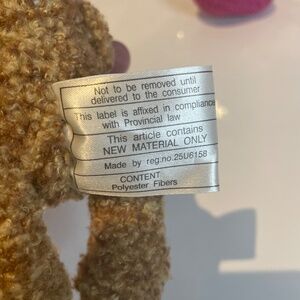 Not to be removed until
delivered to the consumer
This label is affixed in compliance
with Provincial law
This article contains
NEW MATERIAL ONLY
Made by reg.no.25U6158
CONTENT:
Polyester Fibers